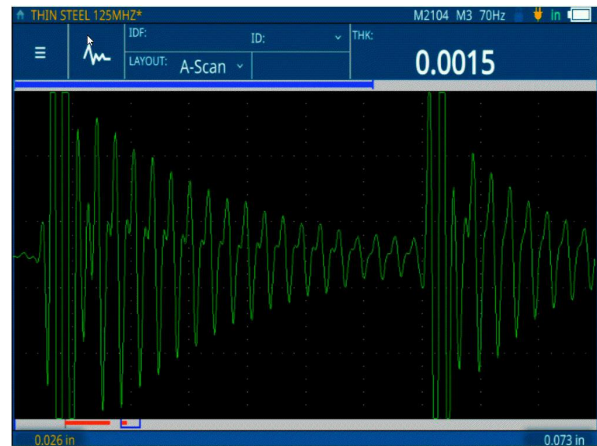 THIN STEEL 125MHZ*
M2104 M3 70Hz in
IDF:
ID:
THK:
LAYOUT: A-Scan
0.0015
0.026 in
0.073 in